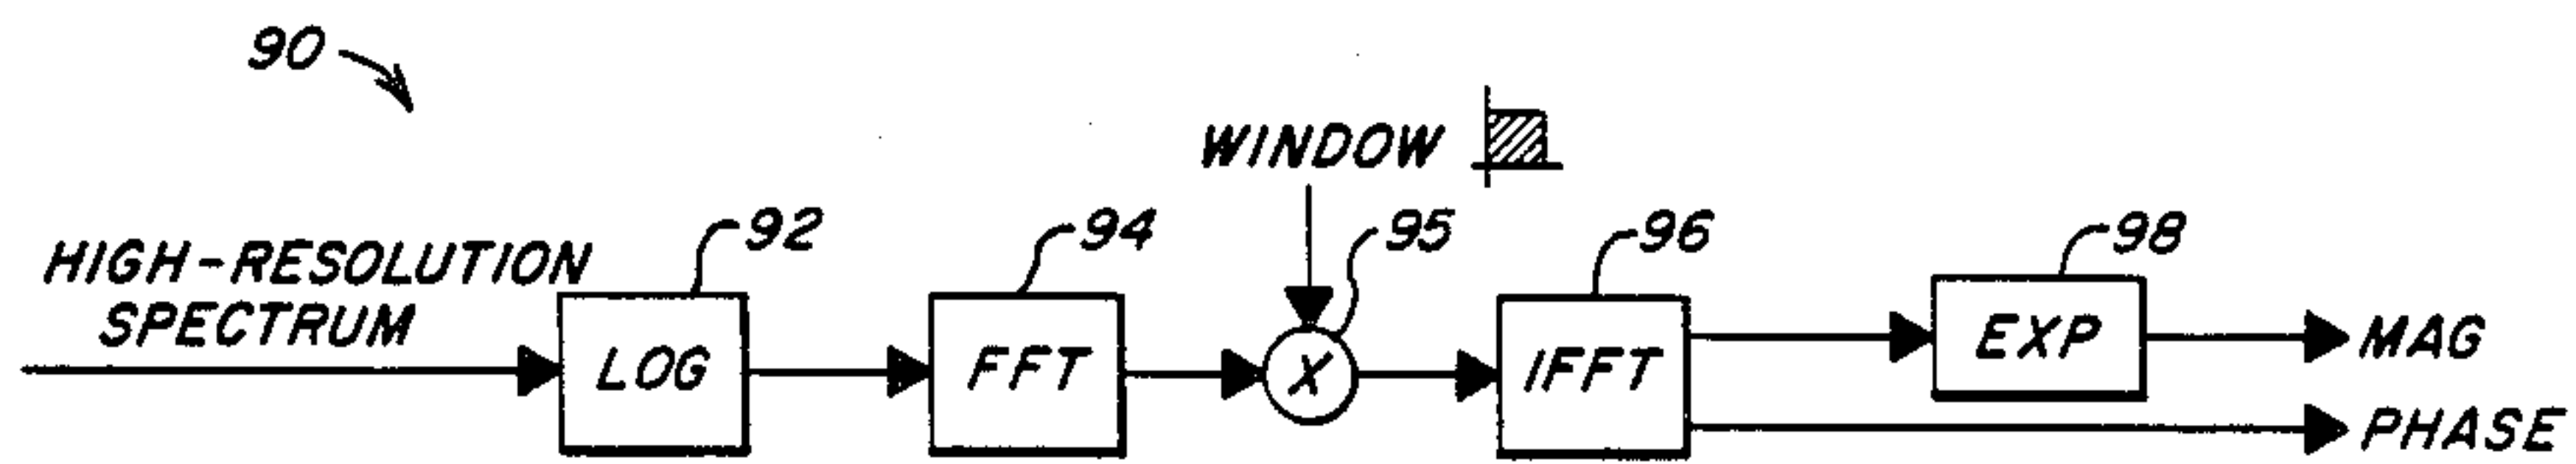 90
WINDOW
HIGH-RESOLUTION
SPECTRUM
92
94
95
96
98
LOG
FFT
X
IFFT
EXP
MAG
PHASE